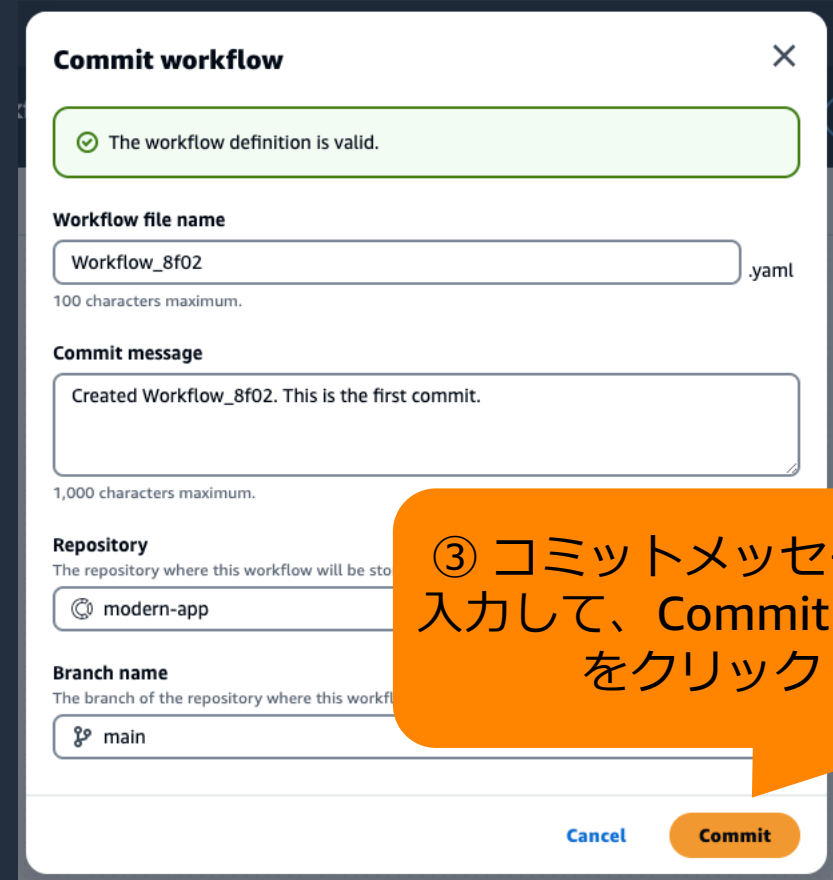 Commit workflow
The workflow definition is valid.
Workflow file name
Workflow_8f02
.yaml
100 characters maximum.
Commit message
Created Workflow_8f02. This is the first commit.
1,000 characters maximum.
Repository
The repository where this workflow will be
modern-app
③ コミットメッセ
入力して、Commit
をクリック
Branch name
The branch of the repository where this
main
Cancel
Commit